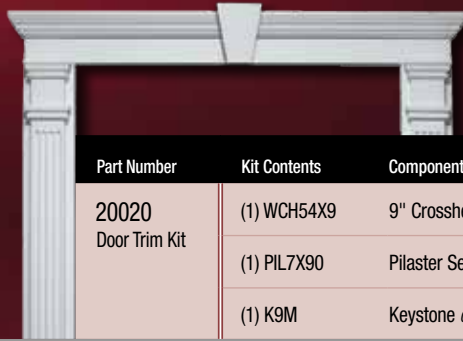 Part Number Kit Contents Component
20020 (1) WCH54X9 9" Crosshe
Door Trim Kit
(1) PIL7X90 Pilaster Se
(1) K9M Keystone